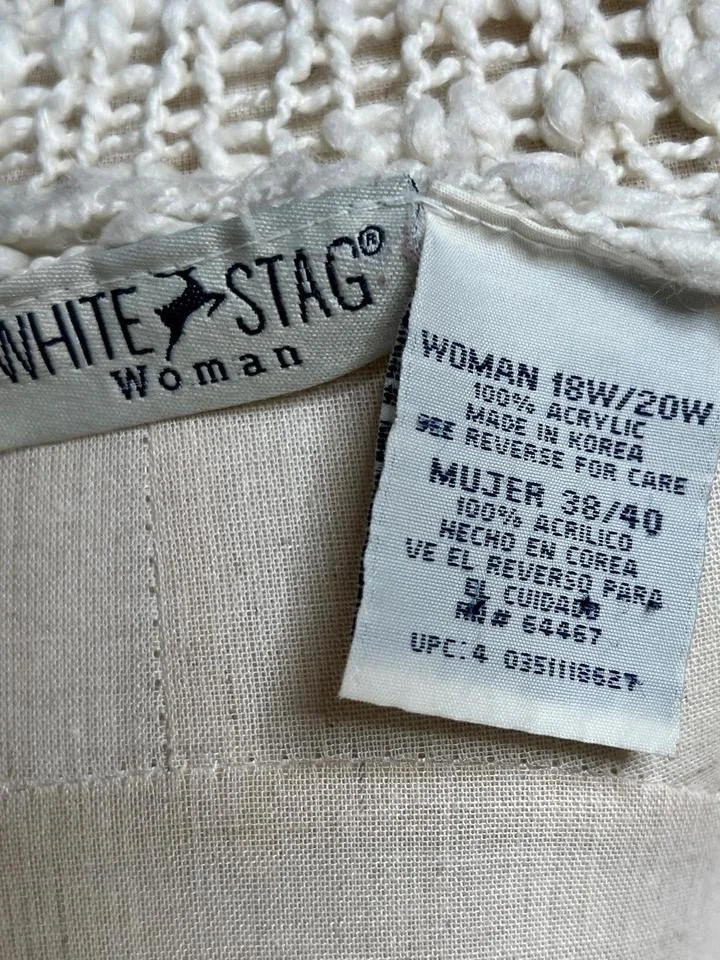 WHITE STAG®
Woman
WOMAN 18W/20W
100% ACRYLIC
MADE IN KOREA
SEE REVERSE FOR CARE
MUJER 38/40
100% ACRILICO
HECHO EN COREA
VE EL REVERSO PARA
EL CUIDADO
RN# 64467
UPC:4 0351118627